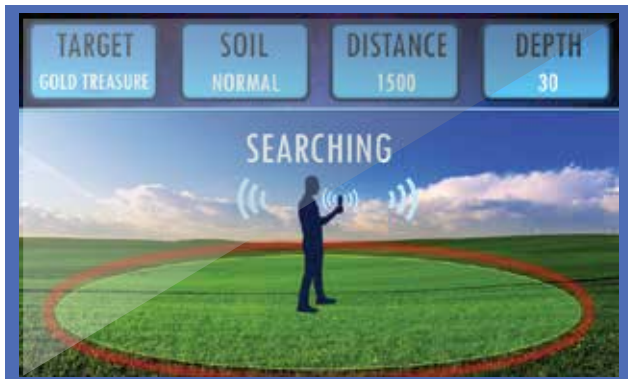 TARGET
GOLD TREASURE
SOIL
NORMAL
DISTANCE
1500
DEPTH
30
SEARCHING